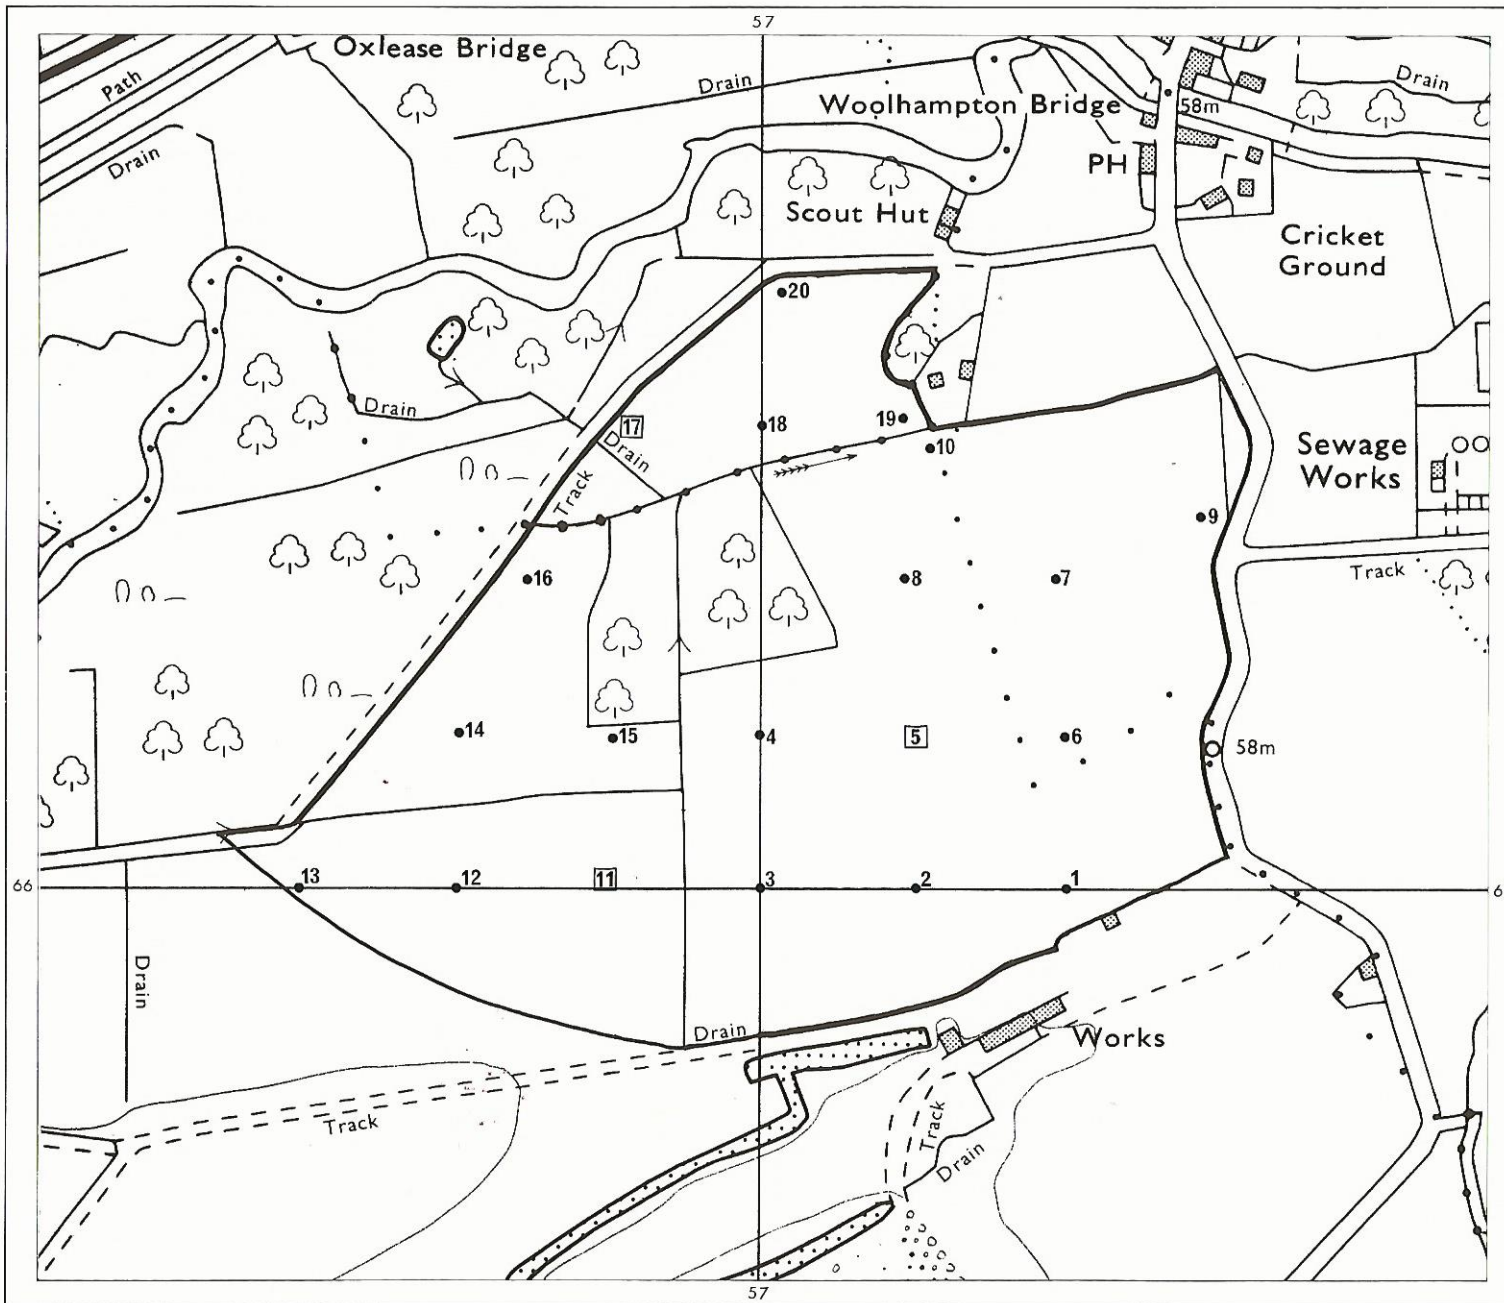 57
Oxlease Bridge
Path
Drain
Drain
Woolhampton Bridge
58m
Drain
PH
Scout Hut
Cricket
Ground
20
Drain
17
18
19
10
Drain
Track
Sewage
Works
9
16
8
7
Track
14
15
4
5
6
58m
66
13
12
11
3
2
1
6
Drain
Drain
Works
Track
Track
Drain
57